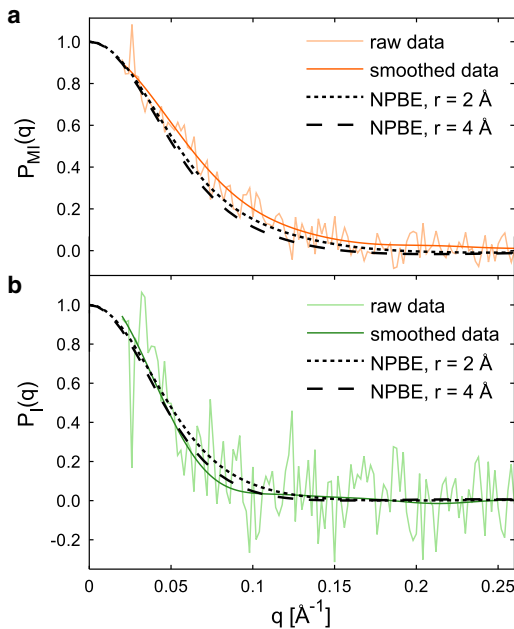 a
1.0
0.8
0.6
0.4
0.2
0.0
P_MI(q)
raw data
smoothed data
NPBE, r = 2 Å
NPBE, r = 4 Å
b
1.0
0.8
0.6
0.4
0.2
0.0
-0.2
P_I(q)
raw data
smoothed data
NPBE, r = 2 Å
NPBE, r = 4 Å
0 0.05 0.1 0.15 0.2 0.25
q [Å⁻¹]